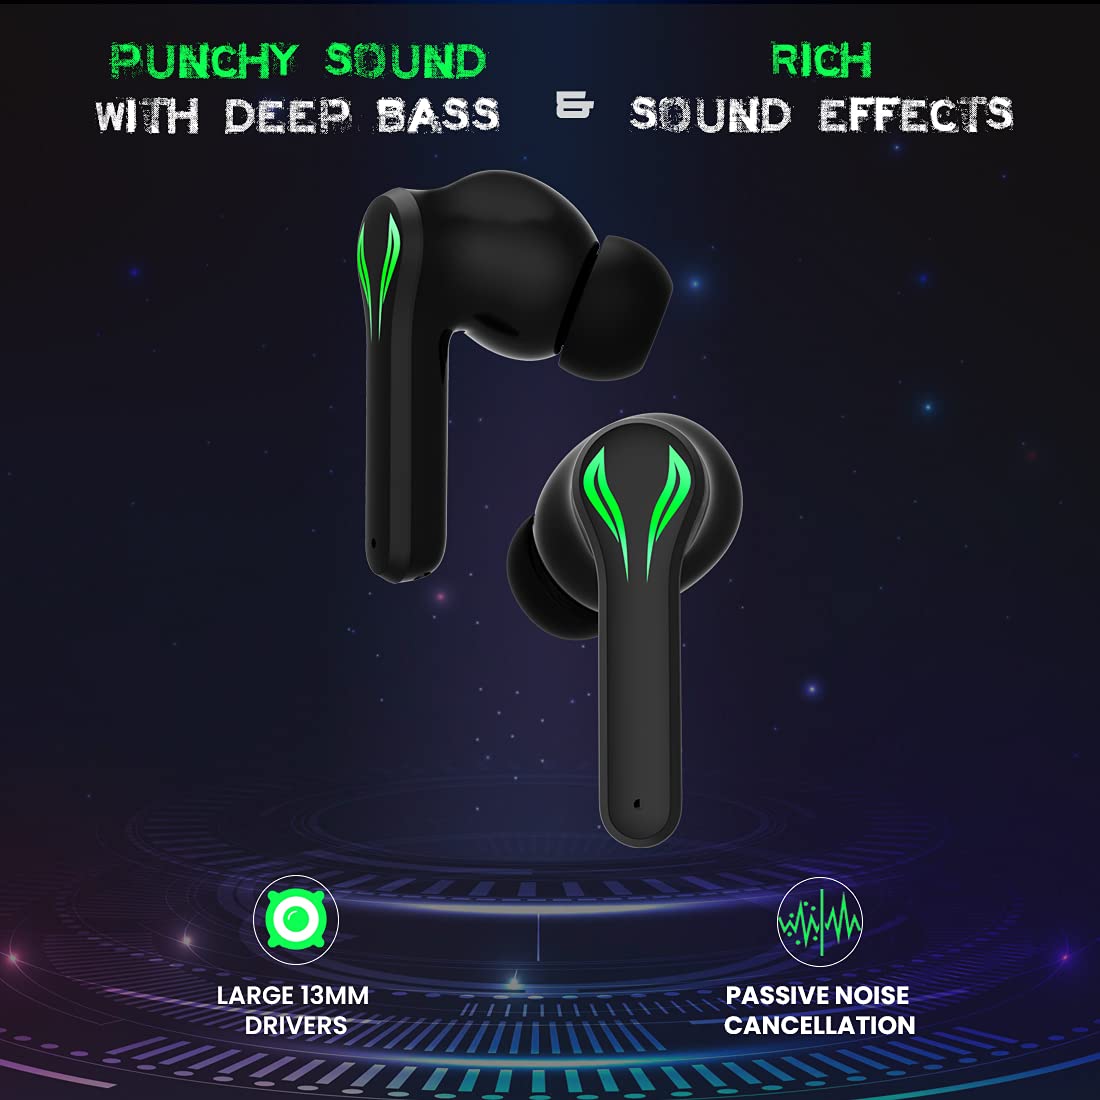 PUNCHY SOUND
WITH DEEP BASS
&
RICH
SOUND EFFECTS
LARGE 13MM
DRIVERS
PASSIVE NOISE
CANCELLATION